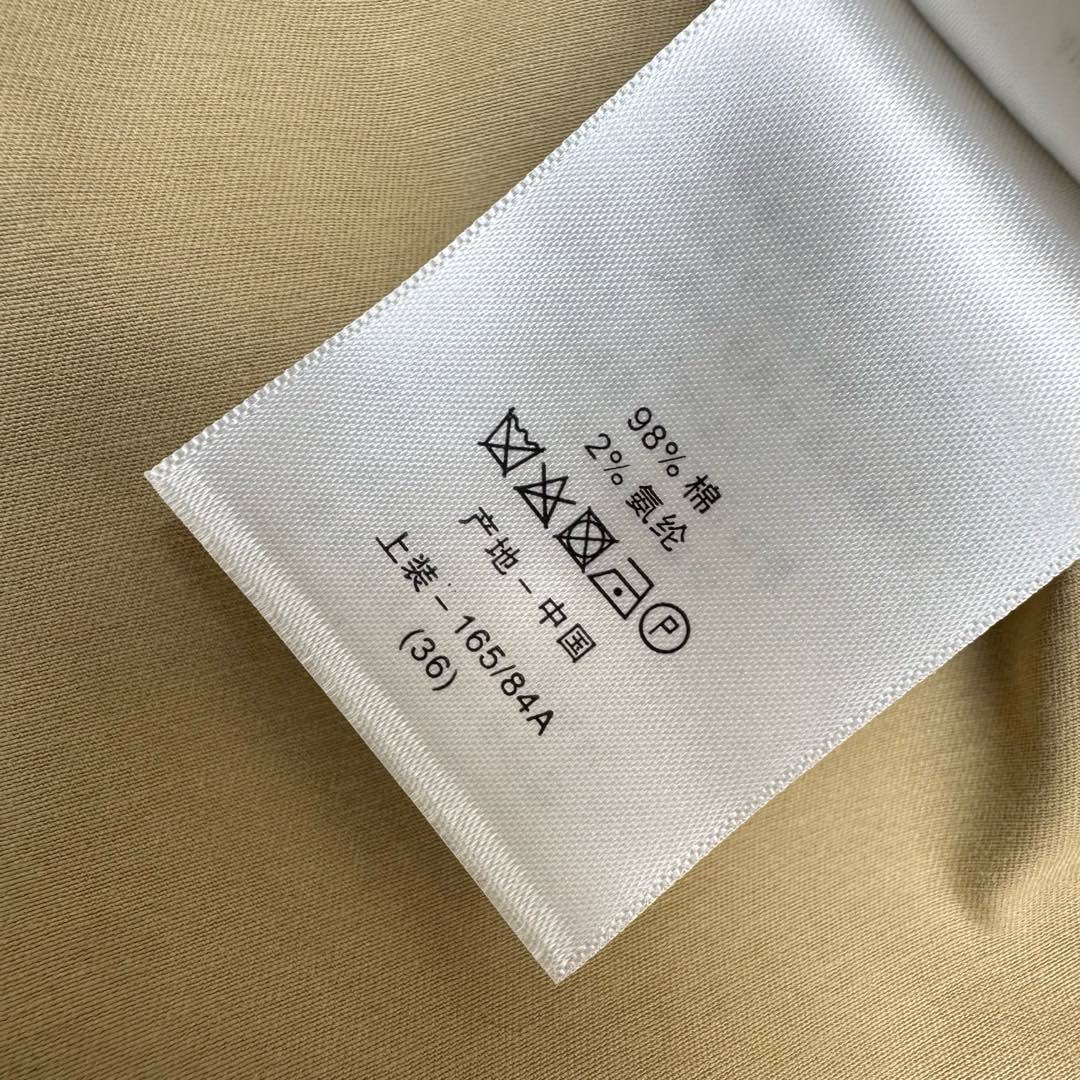 98% 棉
2% 氨纶
P
产地 - 中国
上装 - 165/84A
(36)